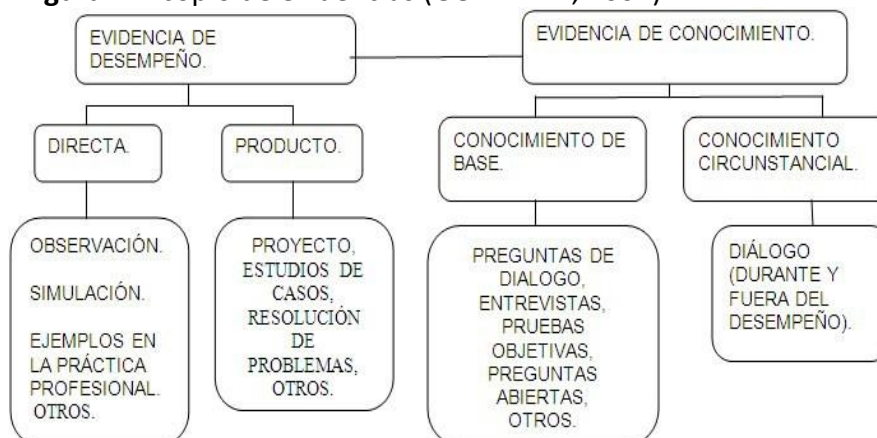 EVIDENCIA DE
DESEMPEÑO.
EVIDENCIA DE CONOCIMIENTO.
DIRECTA.
PRODUCTO.
CONOCIMIENTO DE
BASE.
CONOCIMIENTO
CIRCUNSTANCIAL.
OBSERVACIÓN.
SIMULACIÓN.
EJEMPLOS EN
LA PRÁCTICA
PROFESIONAL.
OTROS.
PROYECTO,
ESTUDIOS DE
CASOS,
RESOLUCIÓN
DE
PROBLEMAS,
OTROS.
PREGUNTAS DE
DIALOGO,
ENTREVISTAS,
PRUEBAS
OBJETIVAS,
PREGUNTAS
ABIERTAS,
OTROS.
DIÁLOGO
(DURANTE Y
FUERA DEL
DESEMPEÑO).